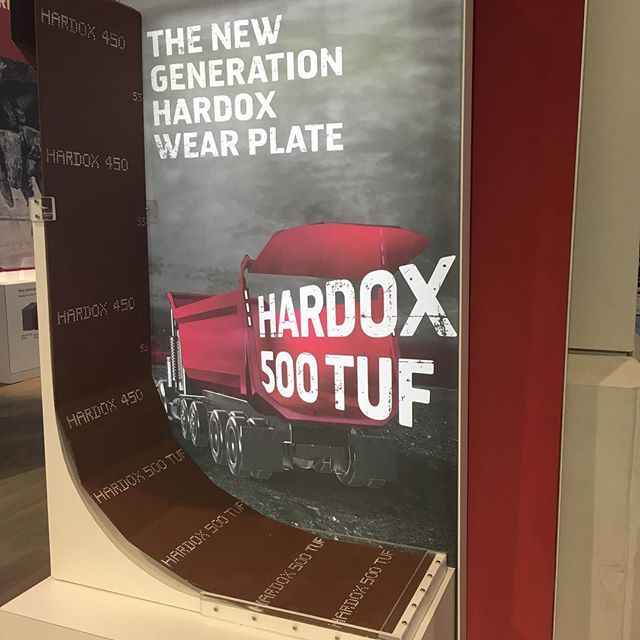 THE NEW
GENERATION
HARDOX
WEAR PLATE
HARDOX
500 TUF
HARDOX 450
HARDOX 450
HARDOX 450
HARDOX 450
HARDOX 500 TUF
HARDOX 500 TUF
HARDOX 500 TUF
HARDOX 500 TUF